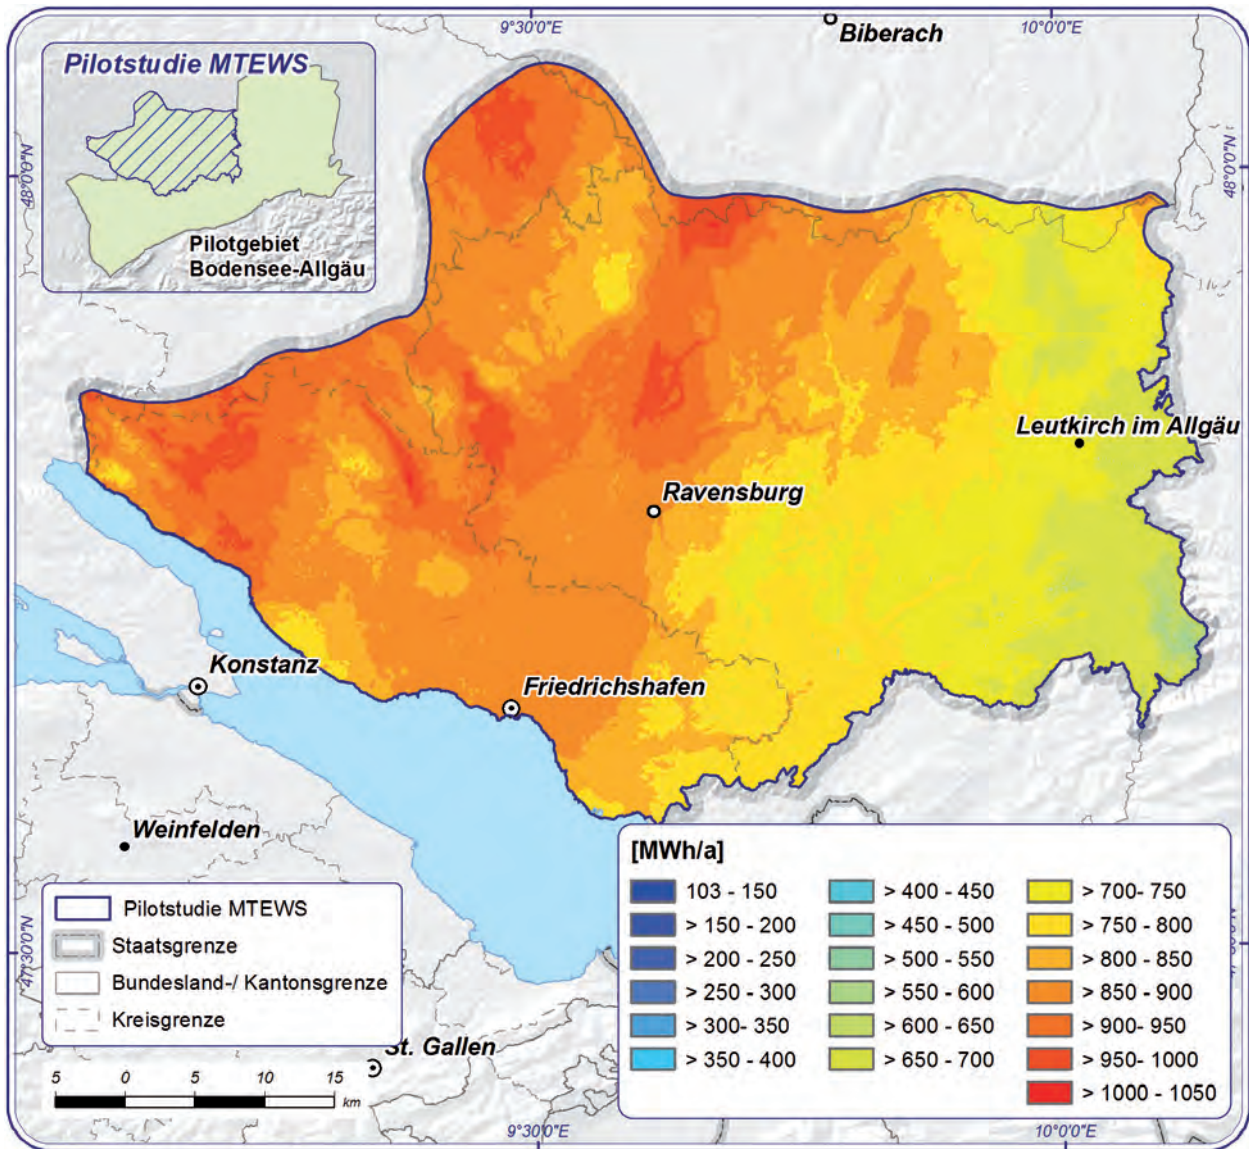 9°30'0"E
10°0'0"E
Biberach
Pilotstudie MTEWS
48°0'0"N
48°0'0"N
Pilotgebiet
Bodensee-Allgäu
Leutkirch im Allgäu
Ravensburg
Konstanz
Friedrichshafen
Weinfelden
[MWh/a]
103 - 150
> 150 - 200
> 200 - 250
> 250 - 300
> 300- 350
> 350 - 400
> 400 - 450
> 450 - 500
> 500 - 550
> 550 - 600
> 600 - 650
> 650 - 700
> 700- 750
> 750 - 800
> 800 - 850
> 850 - 900
> 900- 950
> 950- 1000
> 1000 - 1050
Pilotstudie MTEWS
Staatsgrenze
Bundesland-/ Kantonsgrenze
Kreisgrenze
47°30'0"N
St. Gallen
5 0 5 10 15
km
9°30'0"E
10°0'0"E